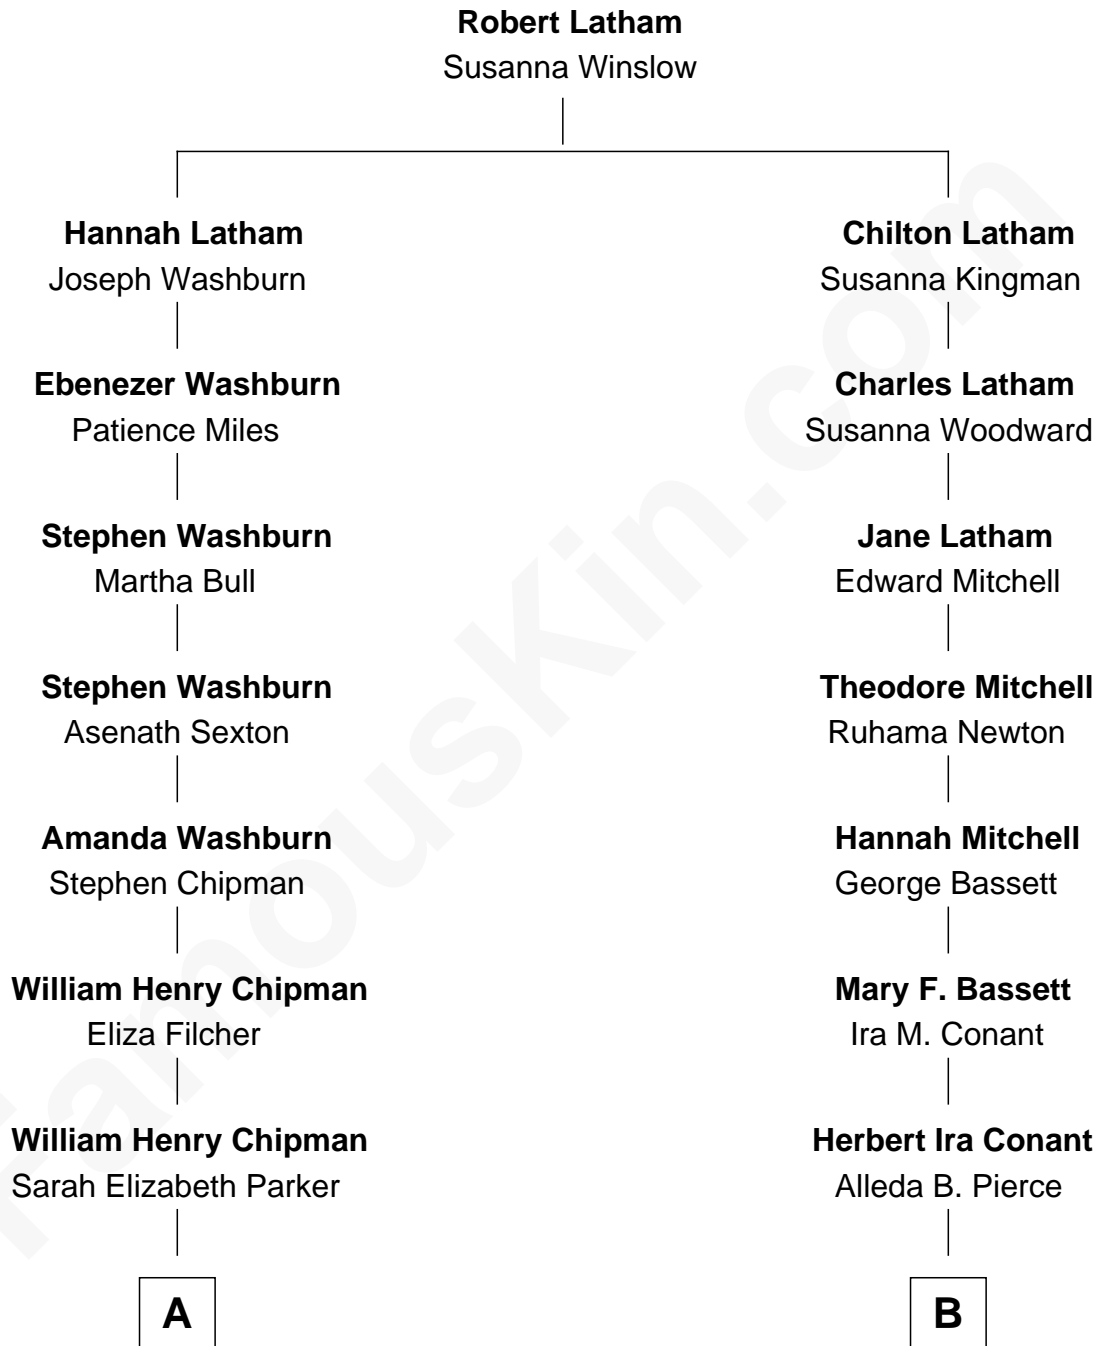 Robert Latham
Susanna Winslow
Hannah Latham
Joseph Washburn
Chilton Latham
Susanna Kingman
Ebenezer Washburn
Patience Miles
Charles Latham
Susanna Woodward
Stephen Washburn
Martha Bull
Jane Latham
Edward Mitchell
Stephen Washburn
Asenath Sexton
Theodore Mitchell
Ruhama Newton
Amanda Washburn
Stephen Chipman
Hannah Mitchell
George Bassett
William Henry Chipman
Eliza Filcher
Mary F. Bassett
Ira M. Conant
William Henry Chipman
Sarah Elizabeth Parker
Herbert Ira Conant
Alleda B. Pierce
A
B
FamousKin.com